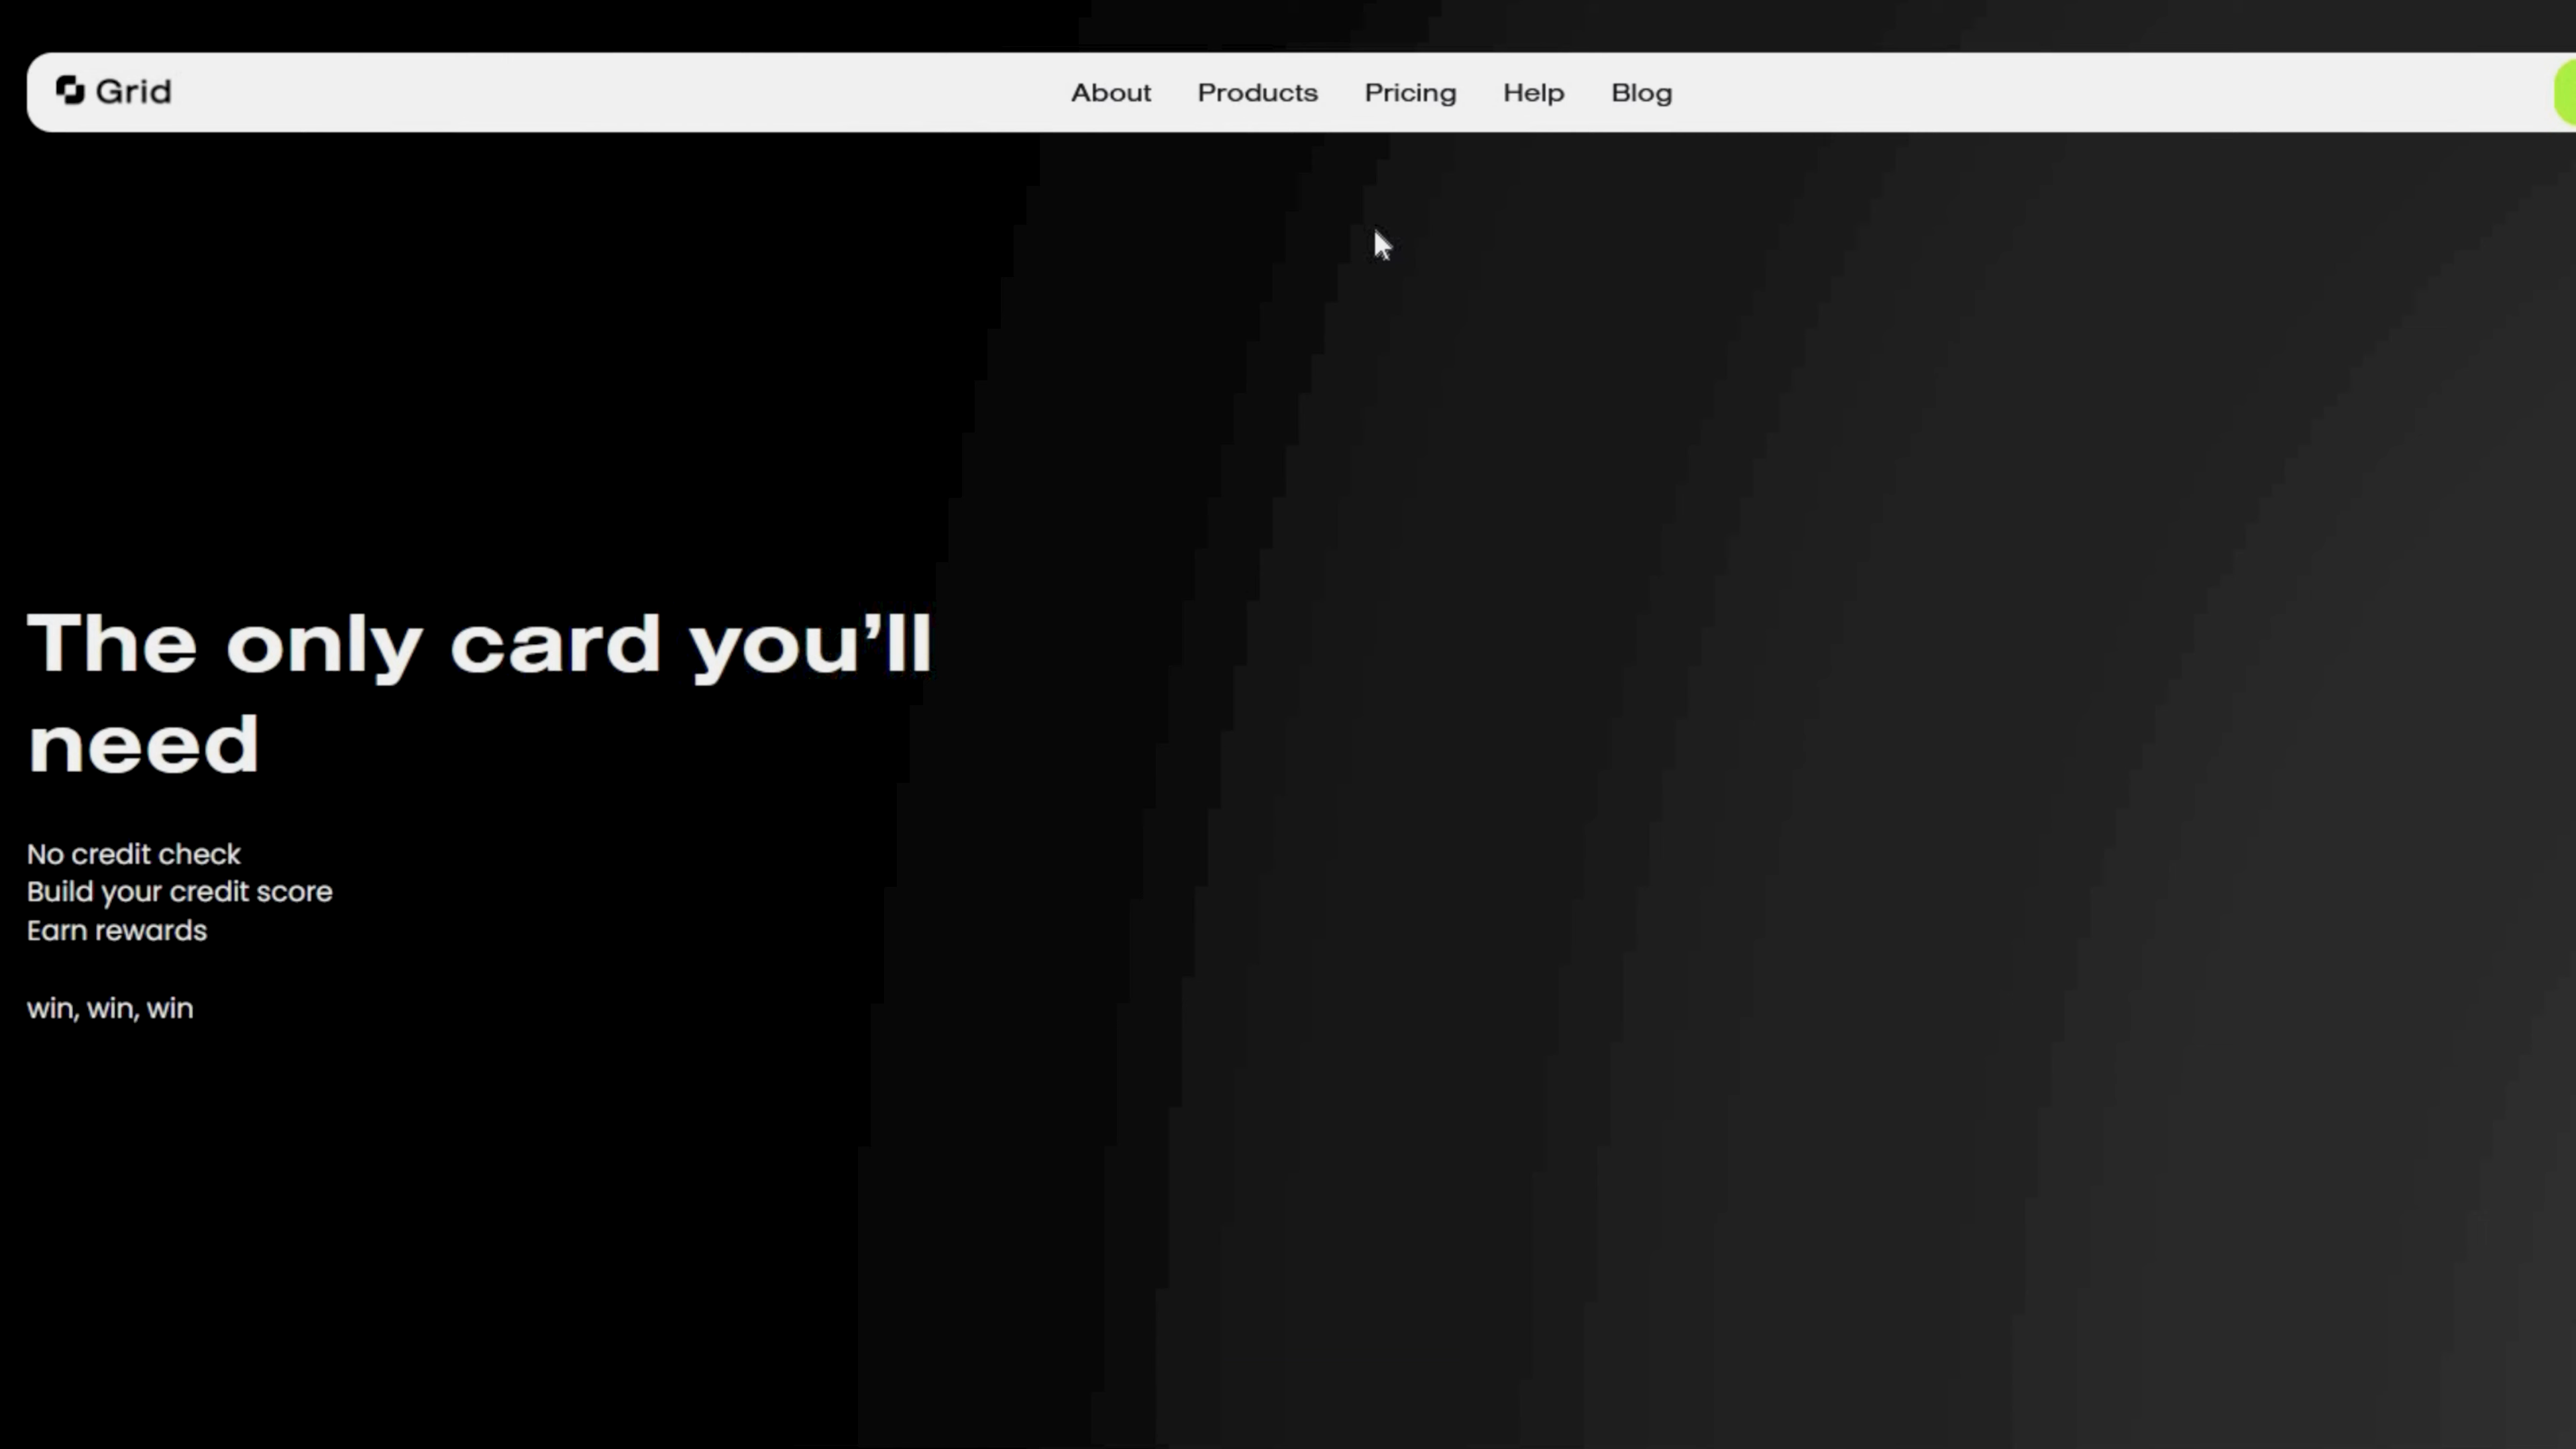 Grid
About Products Pricing Help Blog
The only card you’ll
need
No credit check
Build your credit score
Earn rewards
win, win, win